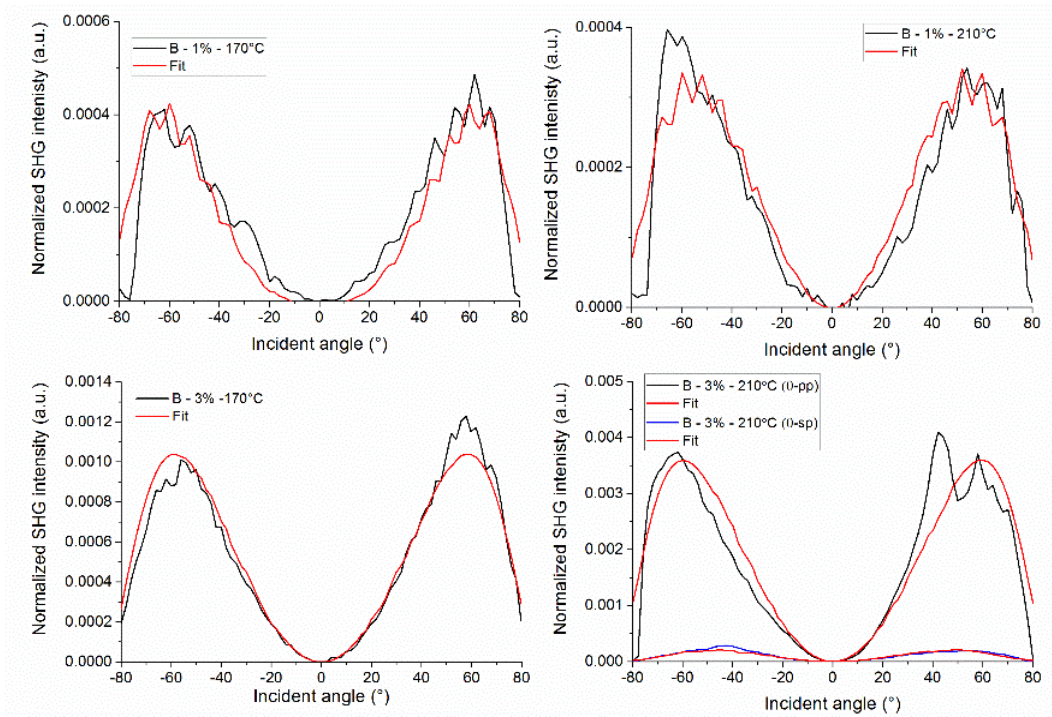 0.0006
B - 1% - 170°C
Fit
0.0004
0.0002
0.0000
-80 -60 -40 -20 0 20 40 60 80
Incident angle (°)
Normalized SHG intenisty (a.u.)
0.0004
B - 1% - 210°C
Fit
0.0002
0.0000
-80 -60 -40 -20 0 20 40 60 80
Incident angle (°)
Normalized SHG intenisty (a.u.)
0.0014
B - 3% -170°C
Fit
0.0012
0.0010
0.0008
0.0006
0.0004
0.0002
0.0000
-80 -60 -40 -20 0 20 40 60 80
Incident angle (°)
Normalized SHG intenisty (a.u.)
0.005
B - 3% - 210°C (θ-pp)
Fit
B - 3% - 210°C (θ-sp)
Fit
0.004
0.003
0.002
0.001
0.000
-80 -60 -40 -20 0 20 40 60 80
Incident angle (°)
Normalized SHG intenisty (a.u.)